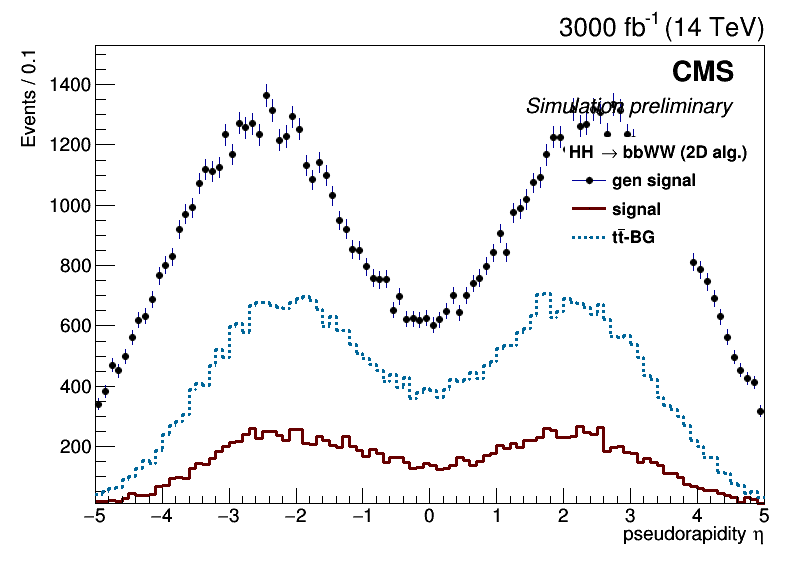 3000 fb-1 (14 TeV)
CMS
Simulation preliminary
HH → bbWW (2D alg.)
gen signal
signal
tt̄-BG
Events / 0.1
1400
1200
1000
800
600
400
200
−5 −4 −3 −2 −1 0 1 2 3 4 5
pseudorapidity η